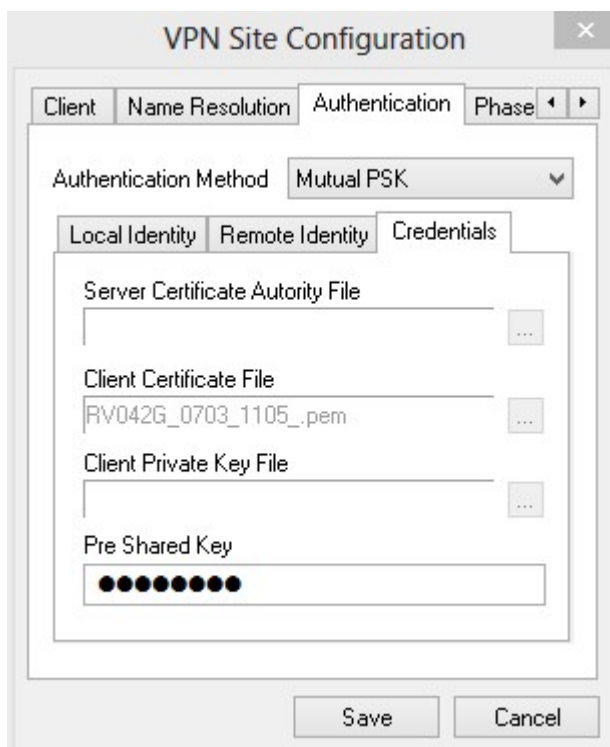 VPN Site Configuration
Client Name Resolution Authentication Phase
Authentication Method Mutual PSK
Local Identity Remote Identity Credentials
Server Certificate Autority File
...
Client Certificate File
RV042G_0703_1105_.pem ...
Client Private Key File
...
Pre Shared Key
●●●●●●●●
Save Cancel